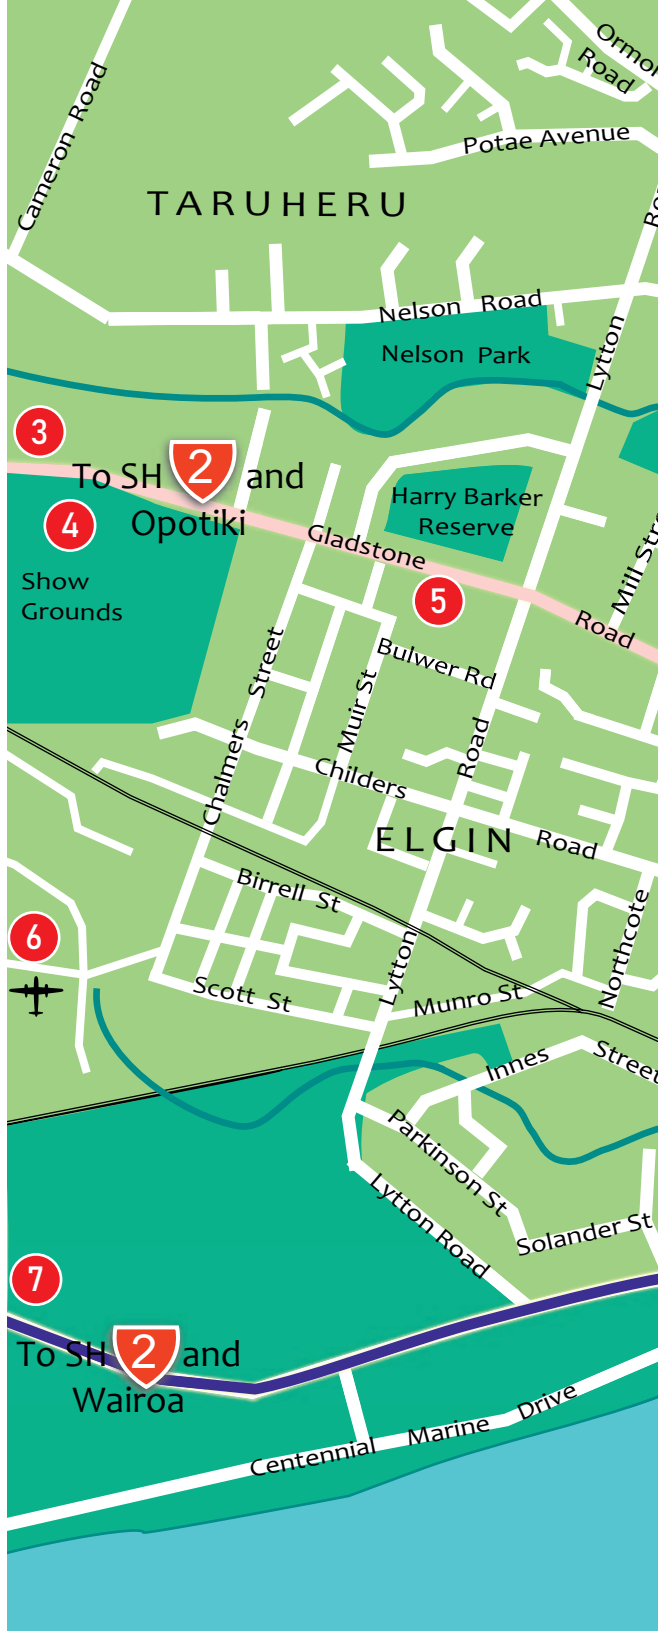 Ormon
Road
Cameron Road
Potae Avenue
TARUHERU
Nelson Road
Nelson Park
Lytton
3
To SH 2 and
Opotiki
4
Harry Barker
Reserve
Gladstone
Show
Grounds
5
Mill Stre
Road
Bulwer Rd
Chalmers Street
Muir St
Road
Childers
ELGIN
Road
Birrell St
6
Northcote
Lytton
Scott St
Munro St
Innes
Street
Parkinson St
Lytton Road
Solander St
7
To SH 2 and
Wairoa
Centennial Marine Drive